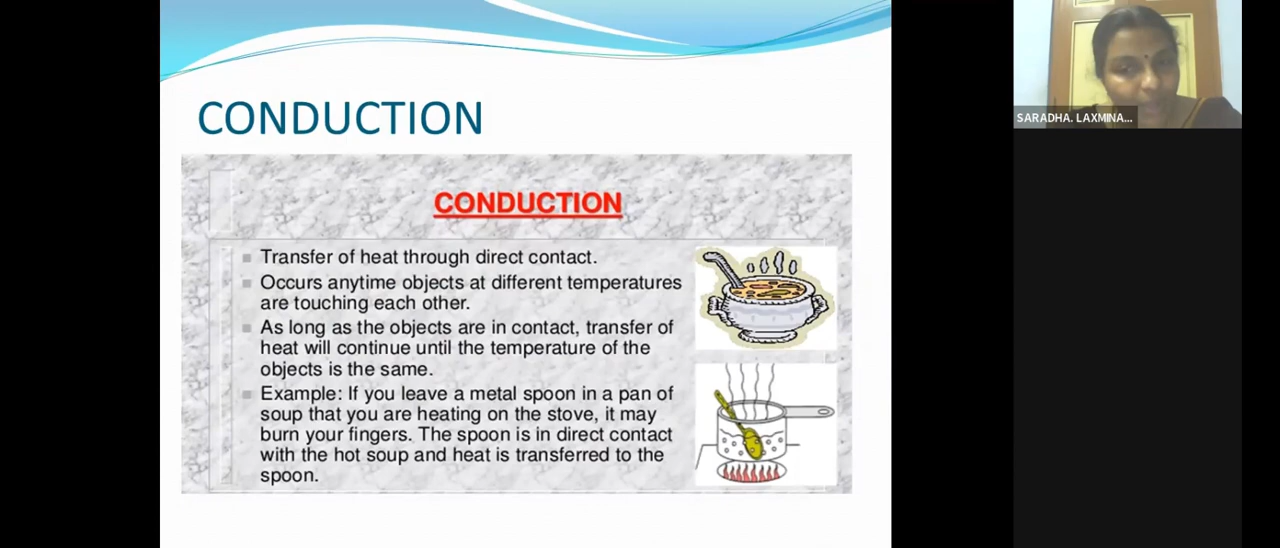 CONDUCTION
CONDUCTION
Transfer of heat through direct contact.
Occurs anytime objects at different temperatures
are touching each other.
As long as the objects are in contact, transfer of
heat will continue until the temperature of the
objects is the same.
Example: If you leave a metal spoon in a pan of
soup that you are heating on the stove, it may
burn your fingers. The spoon is in direct contact
with the hot soup and heat is transferred to the
spoon.
SARADHA. LAXMINA...